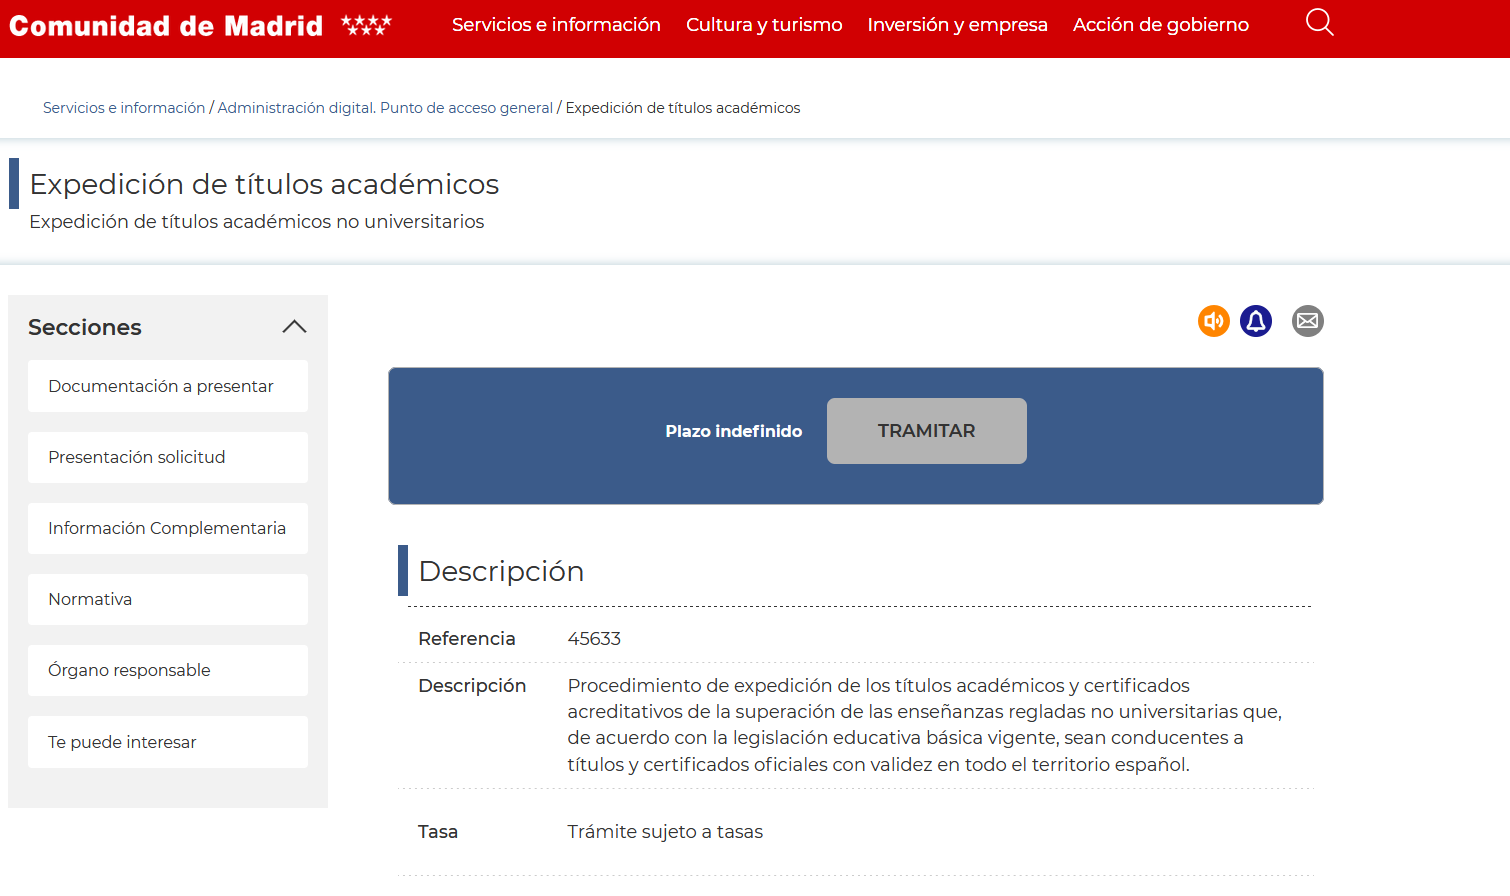 Comunidad de Madrid
Servicios e información
Cultura y turismo
Inversión y empresa
Acción de gobierno
Servicios e información / Administración digital. Punto de acceso general / Expedición de títulos académicos
Expedición de títulos académicos
Expedición de títulos académicos no universitarios
Secciones
Documentación a presentar
Presentación solicitud
Información Complementaria
Normativa
Órgano responsable
Te puede interesar
Plazo indefinido
TRAMITAR
Descripción
Referencia 45633
Descripción Procedimiento de expedición de los títulos académicos y certificados
acreditativos de la superación de las enseñanzas regladas no universitarias que,
de acuerdo con la legislación educativa básica vigente, sean conducentes a
títulos y certificados oficiales con validez en todo el territorio español.
Tasa Trámite sujeto a tasas